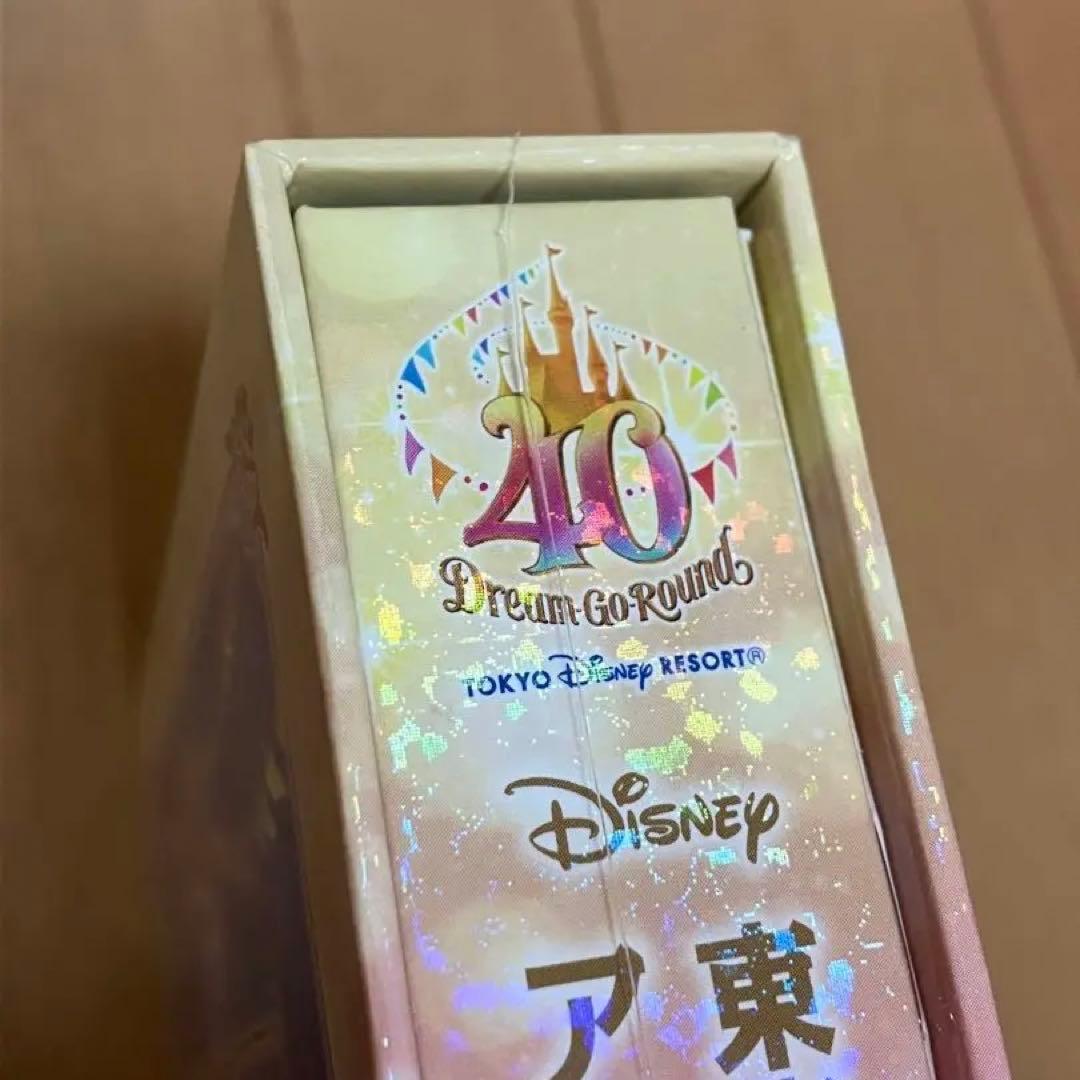 40
Dream-Go-Round
TOKYO Disney RESORT®
Disney
東
ア